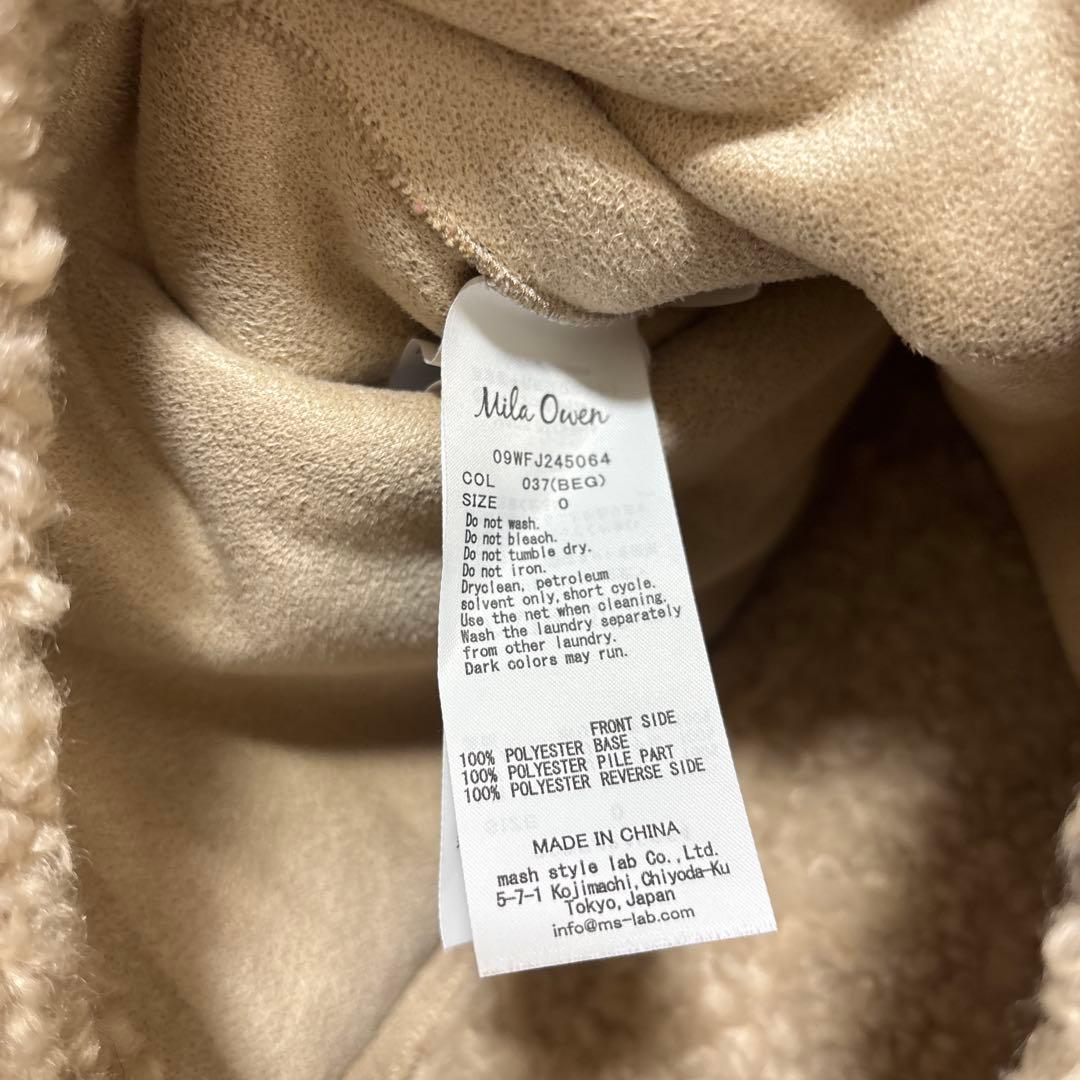 Mila Owen
09WFJ245064
COL 037(BEG)
SIZE 0
Do not wash.
Do not bleach.
Do not tumble dry.
Do not iron.
Dryclean, petroleum
solvent only, short cycle.
Use the net when cleaning.
Wash the laundry separately
from other laundry.
Dark colors may run.
FRONT SIDE
100% POLYESTER BASE
100% POLYESTER PILE PART
100% POLYESTER REVERSE SIDE
MADE IN CHINA
mash style lab Co.,Ltd.
5-7-1 Kojimachi,Chiyoda-Ku
Tokyo,Japan
info@ms-lab.com